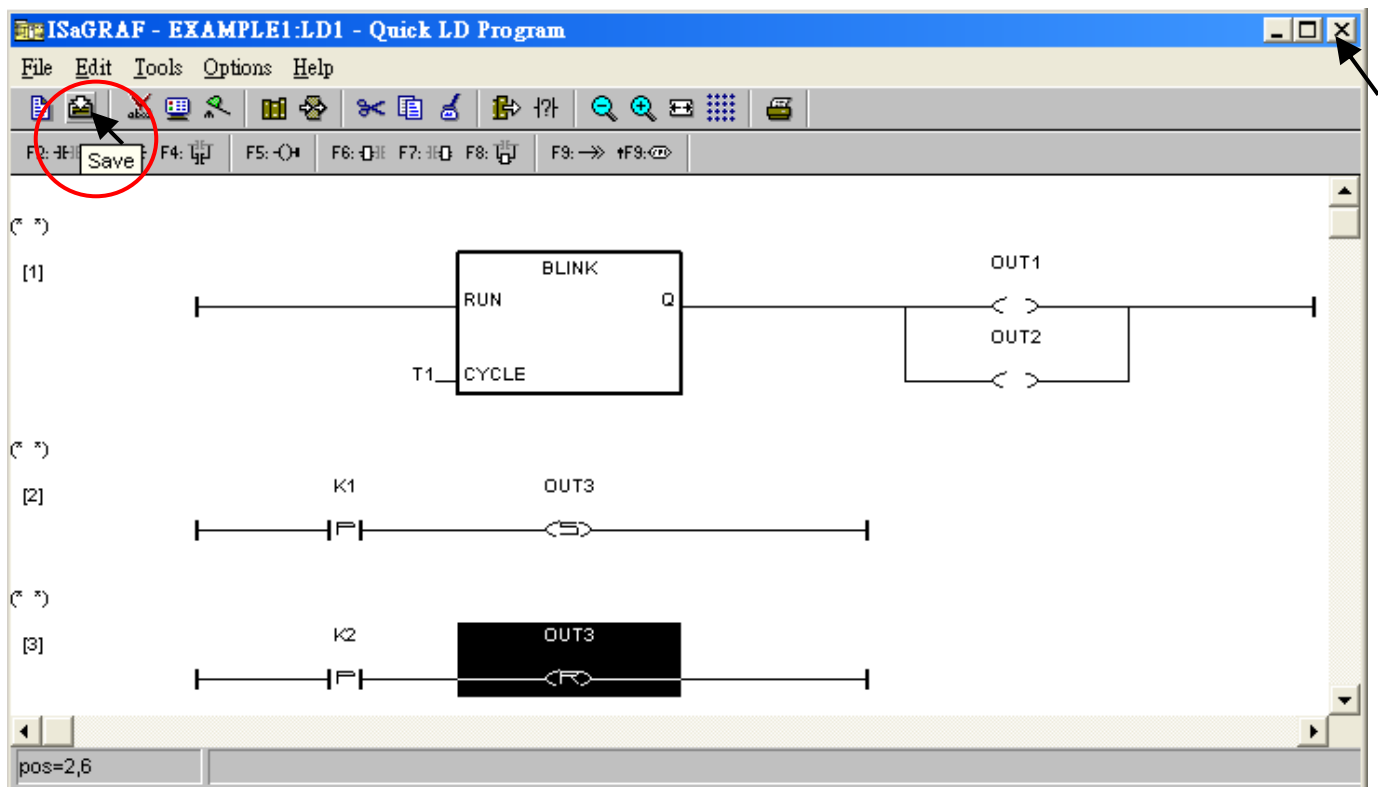 ISaGRAF - EXAMPLE1:LD1 - Quick LD Program
File Edit Tools Options Help
F2: F4: F5: F6: F7: F8: F9: F9:
Save
(* *)
[1]
BLINK
OUT1
RUN Q
OUT2
T1 CYCLE
(* *)
[2]
K1 OUT3
P S
(* *)
[3]
K2 OUT3
P R
pos=2,6